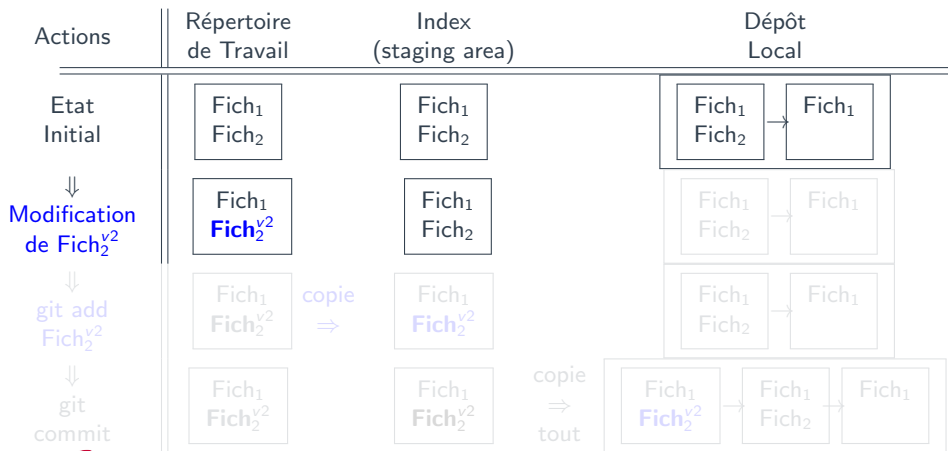 Actions Répertoire de Travail Index (staging area) Dépôt Local
Etat Initial
Fich₁ Fich₁ Fich₁ → Fich₁
Fich₂ Fich₂ Fich₂
⇓
Modification
de Fich₂ᵛ²
Fich₁ Fich₁ Fich₁ → Fich₁
Fich₂ᵛ² Fich₂ Fich₂
⇓
git add
Fich₂ᵛ²
Fich₁ copie Fich₁ Fich₁ → Fich₁
Fich₂ᵛ² ⇒ Fich₂ᵛ² Fich₂
⇓
git
commit
Fich₁ copie Fich₁ → Fich₁ → Fich₁
Fich₂ᵛ² Fich₁ ⇒ Fich₂ᵛ² Fich₂
Fich₂ᵛ² tout